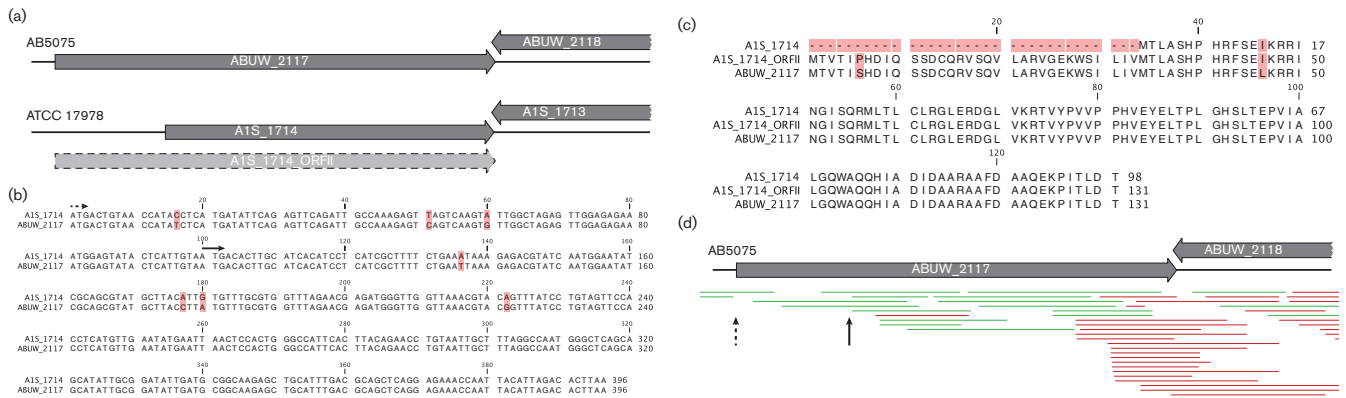 (a)
AB5075
ABUW_2118
ABUW_2117
ATCC 17978
A1S_1713
A1S_1714
A1S_1714_ORFII
(b)
20 40 60 80
A1S_1714 ATGACTGTAA CCATACCTCA TGATATTCAG AGTTCAGATT GCCAAAGAGT TAGTCAAGTA TTGGCTAGAG TTGGAGAGAA 80
ABUW_2117 ATGACTGTAA CCATATCTCA TGATATTCAG AGTTCAGATT GCCAAAGAGT CAGTCAAGTG TTGGCTAGAG TTGGAGAGAA 80
100 120 140 160
A1S_1714 ATGGAGTATA CTCATTGTAA TGACACTTGC ATCACATCCT CATCGCTTTT CTGAAATAAA GAGACGTATC AATGGAATAT 160
ABUW_2117 ATGGAGTATA CTCATTGTAA TGACACTTGC ATCACATCCT CATCGCTTTT CTGAATTAAA GAGACGTATC AATGGAATAT 160
180 200 220 240
A1S_1714 CGCAGCGTAT GCTTACATTG TGTTTGCGTG GTTTAGAACG AGATGGGTTG GTTAAACGTA CAGTTTATCC TGTAGTTCCA 240
ABUW_2117 CGCAGCGTAT GCTTACCTTA TGTTTGCGTG GTTTAGAACG AGATGGGTTG GTTAAACGTA CGGTTTATCC TGTAGTTCCA 240
260 280 300 320
A1S_1714 CCTCATGTTG AATATGAATT AACTCCACTG GGCCATTCAC TTACAGAACC TGTAATTGCT TTAGGCCAAT GGGCTCAGCA 320
ABUW_2117 CCTCATGTTG AATATGAATT AACTCCACTG GGCCATTCAC TTACAGAACC TGTAATTGCT TTAGGCCAAT GGGCTCAGCA 320
340 360 380
A1S_1714 GCATATTGCG GATATTGATG CGGCAAGAGC TGCATTTGAC GCAGCTCAGG AGAAACCAAT TACATTAGAC ACTTAA 396
ABUW_2117 GCATATTGCG GATATTGATG CGGCAAGAGC TGCATTTGAC GCAGCTCAGG AGAAACCAAT TACATTAGAC ACTTAA 396
(c)
20 40
A1S_1714 ---------- ---------- ---------- ---MTLASHP HRFSEIKRRI 17
A1S_1714_ORFII MTVTIPHDIQ SSDCQRVSQV LARVGEKWSI LIVMTLASHP HRFSEIKRRI 50
ABUW_2117 MTVTISHDIQ SSDCQRVSQV LARVGEKWSI LIVMTLASHP HRFSELKRRI 50
60 80 100
A1S_1714 NGISQRMLTL CLRGLERDGL VKRTVYPVVP PHVEYELTPL GHSLTEPVIA 67
A1S_1714_ORFII NGISQRMLTL CLRGLERDGL VKRTVYPVVP PHVEYELTPL GHSLTEPVIA 100
ABUW_2117 NGISQRMLTL CLRGLERDGL VKRTVYPVVP PHVEYELTPL GHSLTEPVIA 100
120
A1S_1714 LGQWAQQHIA DIDAARAAFD AAQEKPITLD T 98
A1S_1714_ORFII LGQWAQQHIA DIDAARAAFD AAQEKPITLD T 131
ABUW_2117 LGQWAQQHIA DIDAARAAFD AAQEKPITLD T 131
(d)
AB5075
ABUW_2118
ABUW_2117